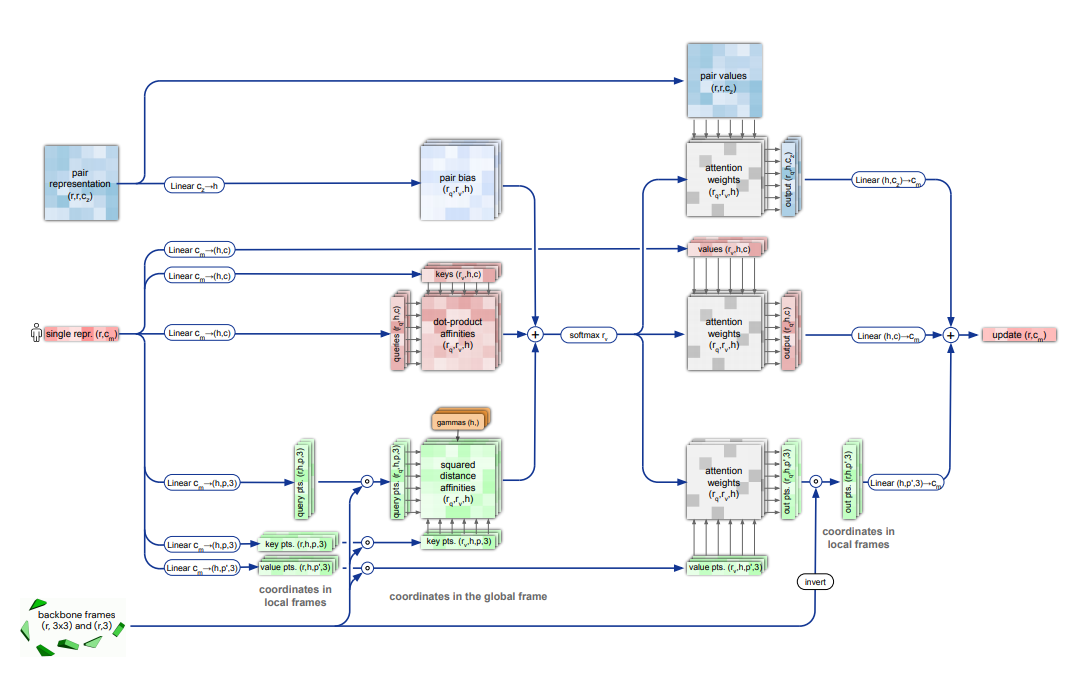 pair values
(r,r,c_z)
pair
representation
(r,r,c_z)
Linear c_z→h
pair bias
(r_q,r_v,h)
attention
weights
(r_q,r_v,h)
output (r_q,h,c_z)
Linear (h,c_z)→c_m
Linear c_m→(h,c)
values (r_v,h,c)
Linear c_m→(h,c)
keys (r_v,h,c)
single repr. (r,c_m)
Linear c_m→(h,c)
queries (r_q,h,c)
dot-product
affinities
(r_q,r_v,h)
+
softmax r_v
attention
weights
(r_q,r_v,h)
output (r_q,h,c)
Linear (h,c)→c_m
+
update (r,c_m)
gammas (h,)
Linear c_m→(h,p,3)
query pts. (r,h,p,3)
query pts. (r_q,h,p,3)
squared
distance
affinities
(r_q,r_v,h)
attention
weights
(r_q,r_v,h)
out pts. (r_q,h,p',3)
out pts. (r,h,p',3)
Linear (h,p',3)→c_m
Linear c_m→(h,p,3)
key pts. (r,h,p,3)
key pts. (r_v,h,p,3)
coordinates in
local frames
Linear c_m→(h,p',3)
value pts. (r,h,p',3)
value pts. (r_v,h,p',3)
invert
coordinates in
local frames
coordinates in the global frame
backbone frames
(r, 3x3) and (r,3)